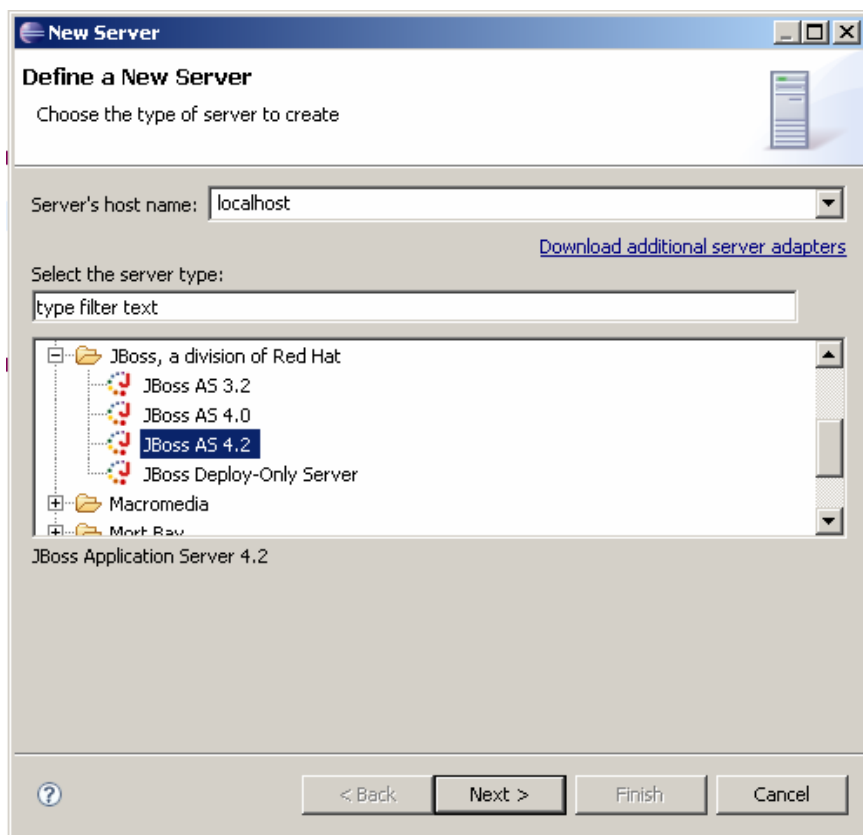 New Server
Define a New Server
Choose the type of server to create
Server's host name: localhost
Download additional server adapters
Select the server type:
type filter text
JBoss, a division of Red Hat
JBoss AS 3.2
JBoss AS 4.0
JBoss AS 4.2
JBoss Deploy-Only Server
Macromedia
Mort Bay
JBoss Application Server 4.2
< Back Next > Finish Cancel